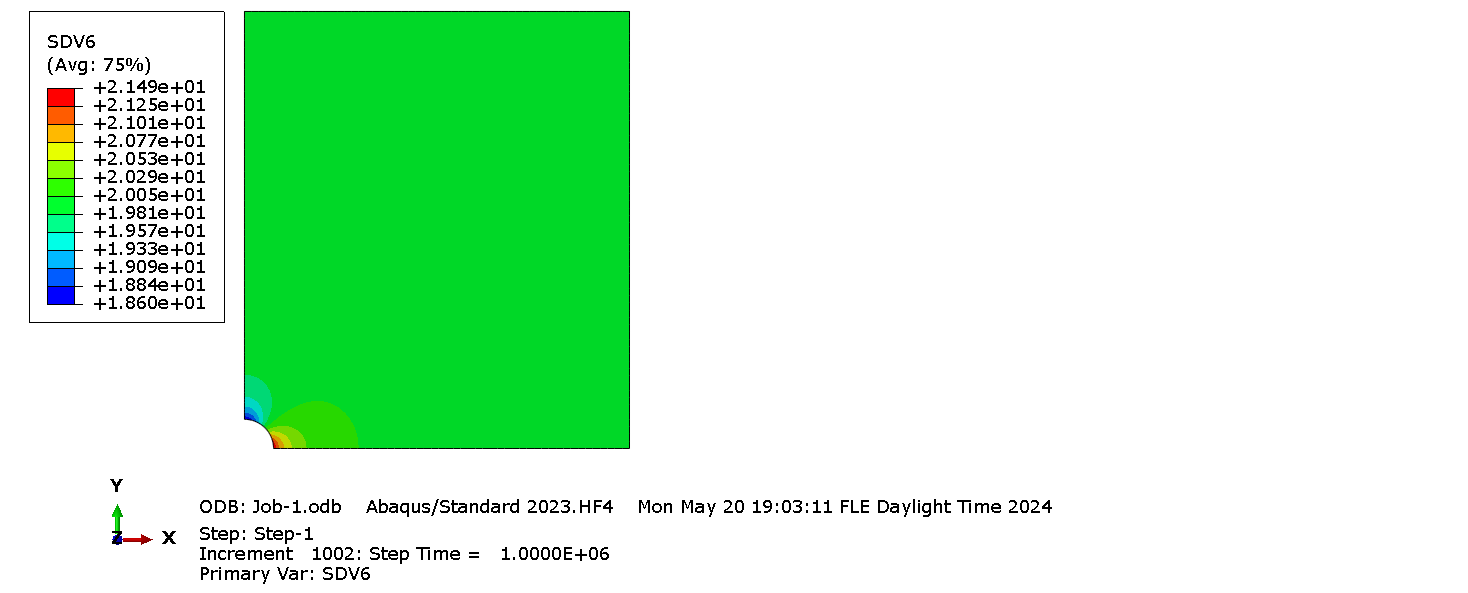 SDV6
(Avg: 75%)
+2.149e+01
+2.125e+01
+2.101e+01
+2.077e+01
+2.053e+01
+2.029e+01
+2.005e+01
+1.981e+01
+1.957e+01
+1.933e+01
+1.909e+01
+1.884e+01
+1.860e+01
Y
Z X
ODB: Job-1.odb Abaqus/Standard 2023.HF4 Mon May 20 19:03:11 FLE Daylight Time 2024
Step: Step-1
Increment 1002: Step Time = 1.0000E+06
Primary Var: SDV6